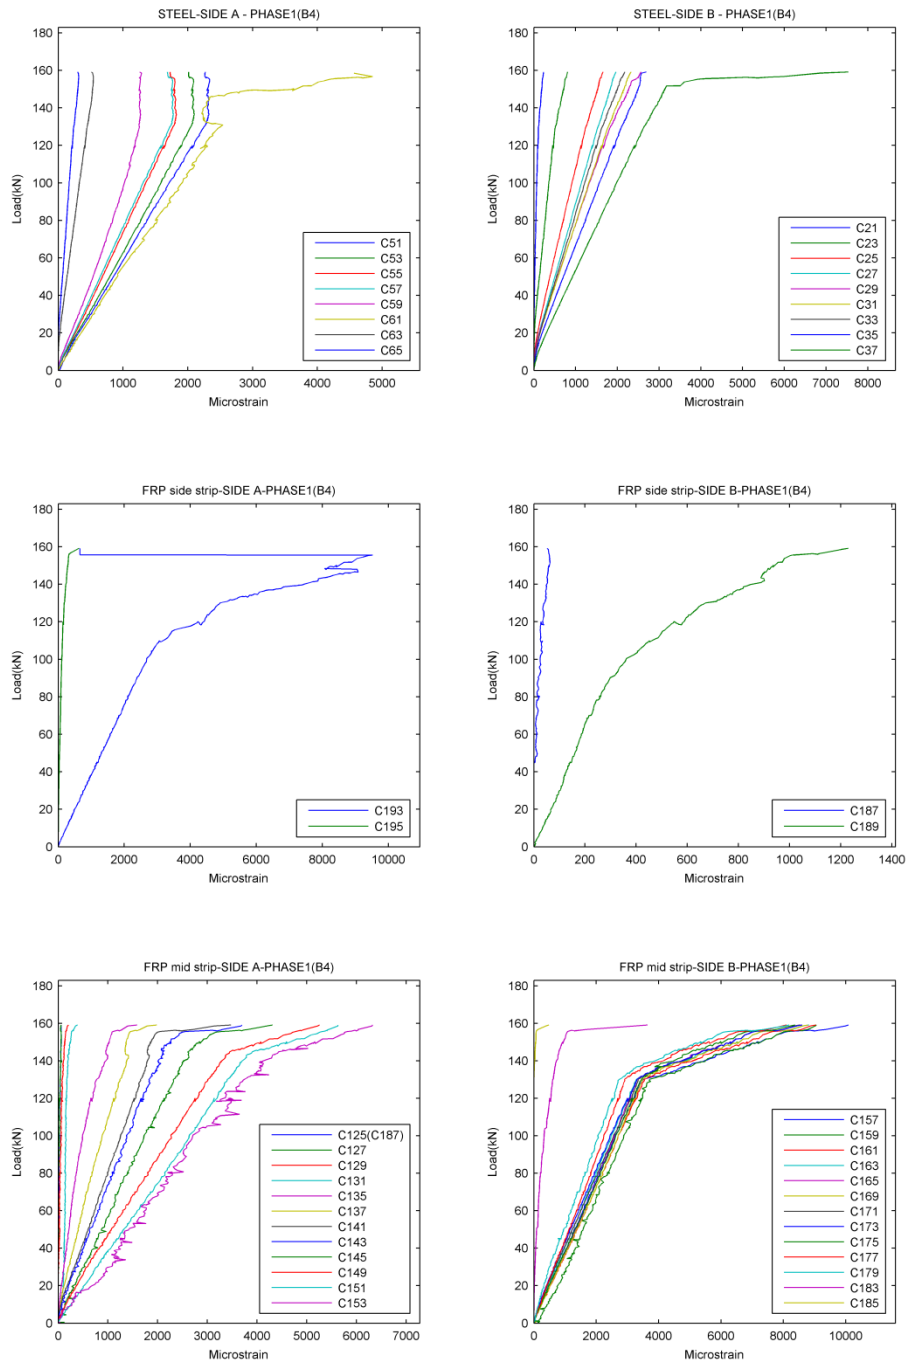 STEEL-SIDE A - PHASE1(B4)
180
160
140
120
100
80
60
40
20
0
Load(kN)
0 1000 2000 3000 4000 5000
Microstrain
C51
C53
C55
C57
C59
C61
C63
C65
STEEL-SIDE B - PHASE1(B4)
180
160
140
120
100
80
60
40
20
0
Load(kN)
0 1000 2000 3000 4000 5000 6000 7000 8000
Microstrain
C21
C23
C25
C27
C29
C31
C33
C35
C37
FRP side strip-SIDE A-PHASE1(B4)
180
160
140
120
100
80
60
40
20
0
Load(kN)
0 2000 4000 6000 8000 10000
Microstrain
C193
C195
FRP side strip-SIDE B-PHASE1(B4)
180
160
140
120
100
80
60
40
20
0
Load(kN)
0 200 400 600 800 1000 1200 1400
Microstrain
C187
C189
FRP mid strip-SIDE A-PHASE1(B4)
180
160
140
120
100
80
60
40
20
0
Load(kN)
0 1000 2000 3000 4000 5000 6000 7000
Microstrain
C125(C187)
C127
C129
C131
C135
C137
C141
C143
C145
C149
C151
C153
FRP mid strip-SIDE B-PHASE1(B4)
180
160
140
120
100
80
60
40
20
0
Load(kN)
0 2000 4000 6000 8000 10000
Microstrain
C157
C159
C161
C163
C165
C169
C171
C173
C175
C177
C179
C183
C185